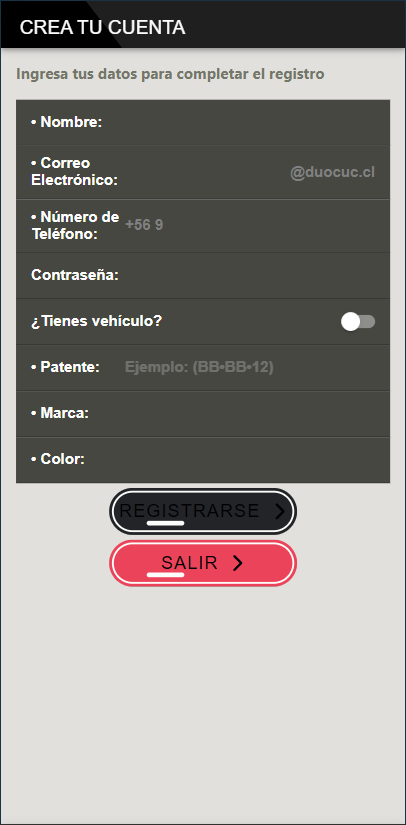 CREA TU CUENTA
Ingresa tus datos para completar el registro
• Nombre:
• Correo
Electrónico:
@duocuc.cl
• Número de
Teléfono:
+56 9
Contraseña:
¿Tienes vehículo?
• Patente:
Ejemplo: (BB•BB•12)
• Marca:
• Color:
REGISTRARSE
SALIR